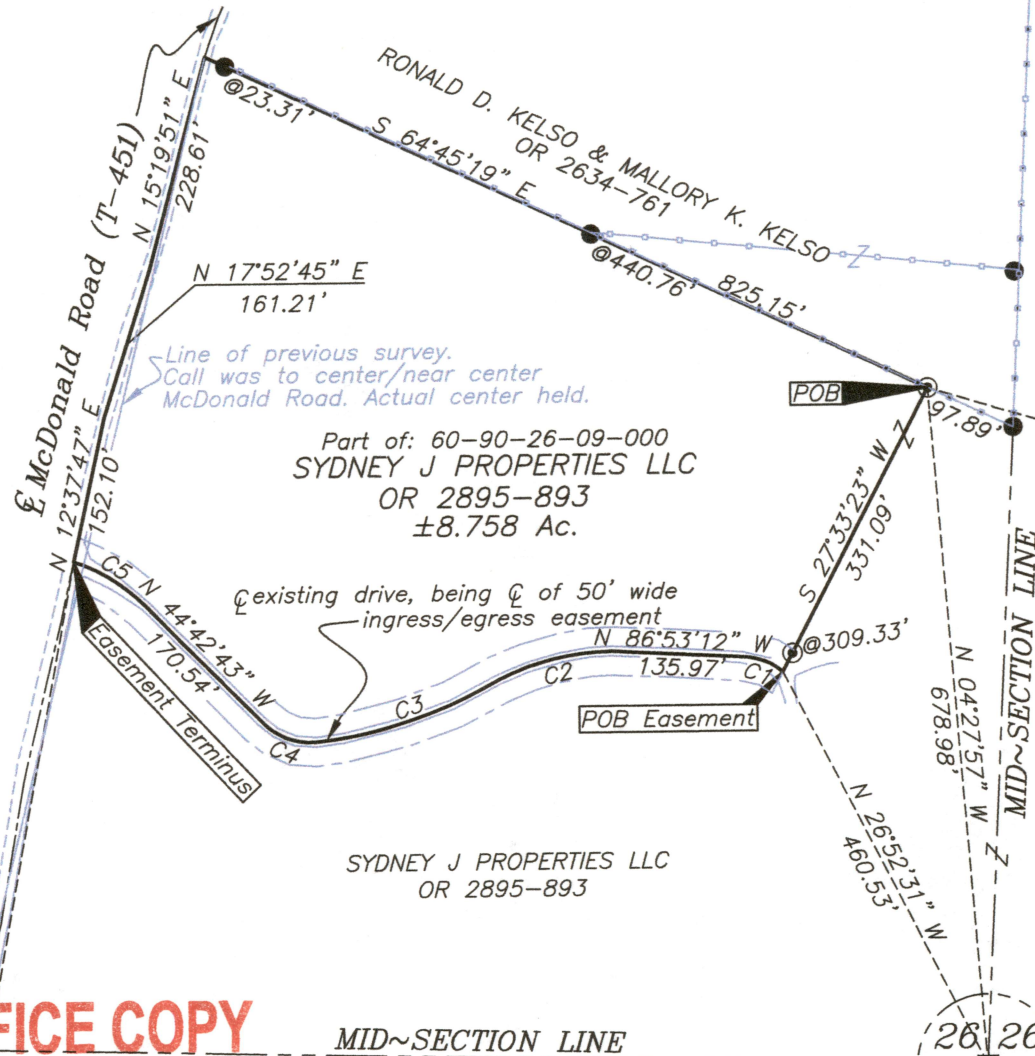 ℄ McDonald Road (T-451)
N 15°19'51" E
228.61'
@23.31'
RONALD D. KELSO & MALLORY K. KELSO
OR 2634-761
S 64°45'19" E
@440.76'
825.15'
Z
N 17°52'45" E
161.21'
Line of previous survey.
Call was to center/near center
McDonald Road. Actual center held.
POB
97.89'
Part of: 60-90-26-09-000
SYDNEY J PROPERTIES LLC
OR 2895-893
±8.758 Ac.
N 12°37'47" E
152.10'
S 27°33'23" W
Z
331.09'
℄ existing drive, being ℄ of 50' wide
ingress/egress easement
C5
N 44°42'43" W
170.54'
Easement Terminus
C4
C3
C2
N 86°53'12" W
135.97'
C1
@309.33'
POB Easement
N 04°27'57" W
678.98'
MID~SECTION LINE
Z
N 26°52'31" W
460.53'
SYDNEY J PROPERTIES LLC
OR 2895-893
FICE COPY
MID~SECTION LINE
26
26